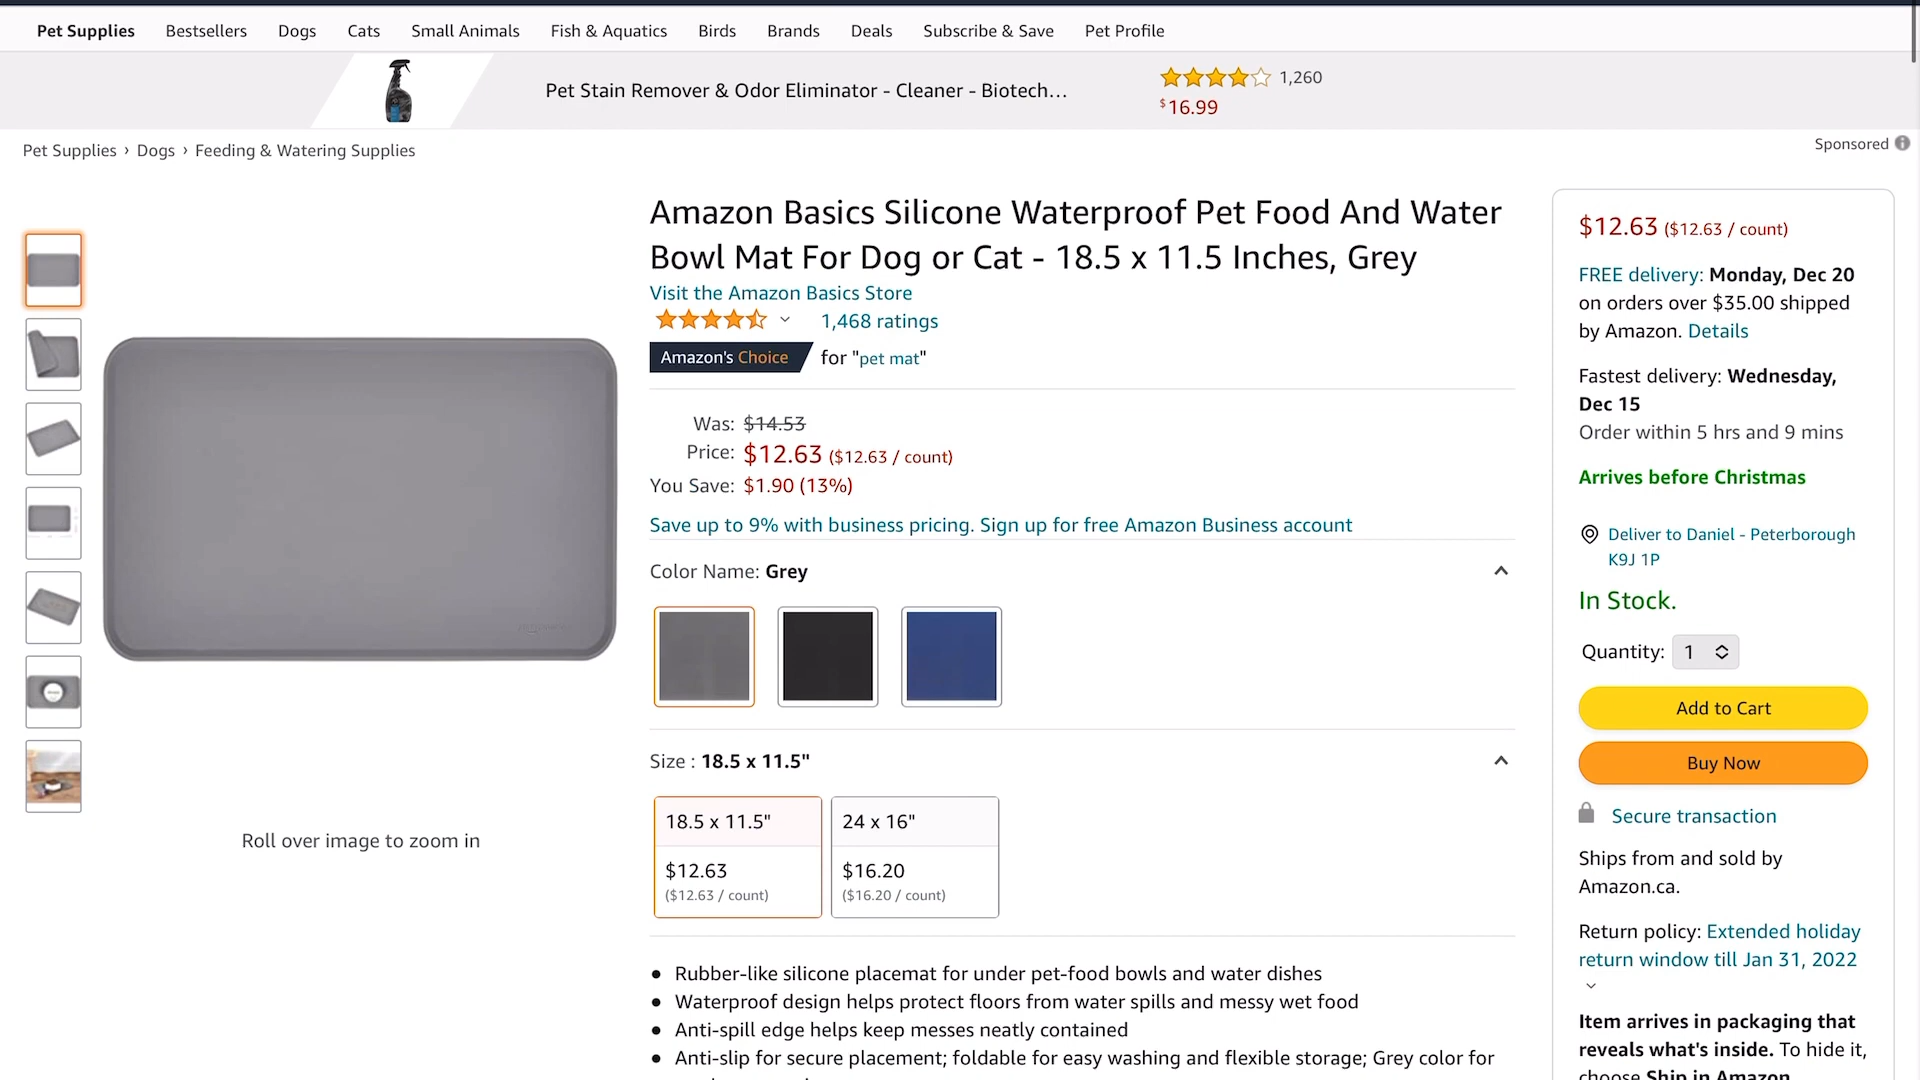 Pet Supplies Bestsellers Dogs Cats Small Animals Fish & Aquatics Birds Brands Deals Subscribe & Save Pet Profile
Pet Stain Remover & Odor Eliminator - Cleaner - Biotech…
1,260
$16.99
Sponsored
Pet Supplies › Dogs › Feeding & Watering Supplies
Roll over image to zoom in
Amazon Basics Silicone Waterproof Pet Food And Water
Bowl Mat For Dog or Cat - 18.5 x 11.5 Inches, Grey
Visit the Amazon Basics Store
1,468 ratings
Amazon's Choice for "pet mat"
Was: $14.53
Price: $12.63 ($12.63 / count)
You Save: $1.90 (13%)
Save up to 9% with business pricing. Sign up for free Amazon Business account
Color Name: Grey
Size : 18.5 x 11.5"
18.5 x 11.5"
$12.63
($12.63 / count)
24 x 16"
$16.20
($16.20 / count)
● Rubber-like silicone placemat for under pet-food bowls and water dishes
● Waterproof design helps protect floors from water spills and messy wet food
● Anti-spill edge helps keep messes neatly contained
● Anti-slip for secure placement; foldable for easy washing and flexible storage; Grey color for
$12.63 ($12.63 / count)
FREE delivery: Monday, Dec 20
on orders over $35.00 shipped
by Amazon. Details
Fastest delivery: Wednesday,
Dec 15
Order within 5 hrs and 9 mins
Arrives before Christmas
Deliver to Daniel - Peterborough
K9J 1P
In Stock.
Quantity: 1
Add to Cart
Buy Now
Secure transaction
Ships from and sold by
Amazon.ca.
Return policy: Extended holiday
return window till Jan 31, 2022
Item arrives in packaging that
reveals what's inside. To hide it,
choose Ship in Amazon